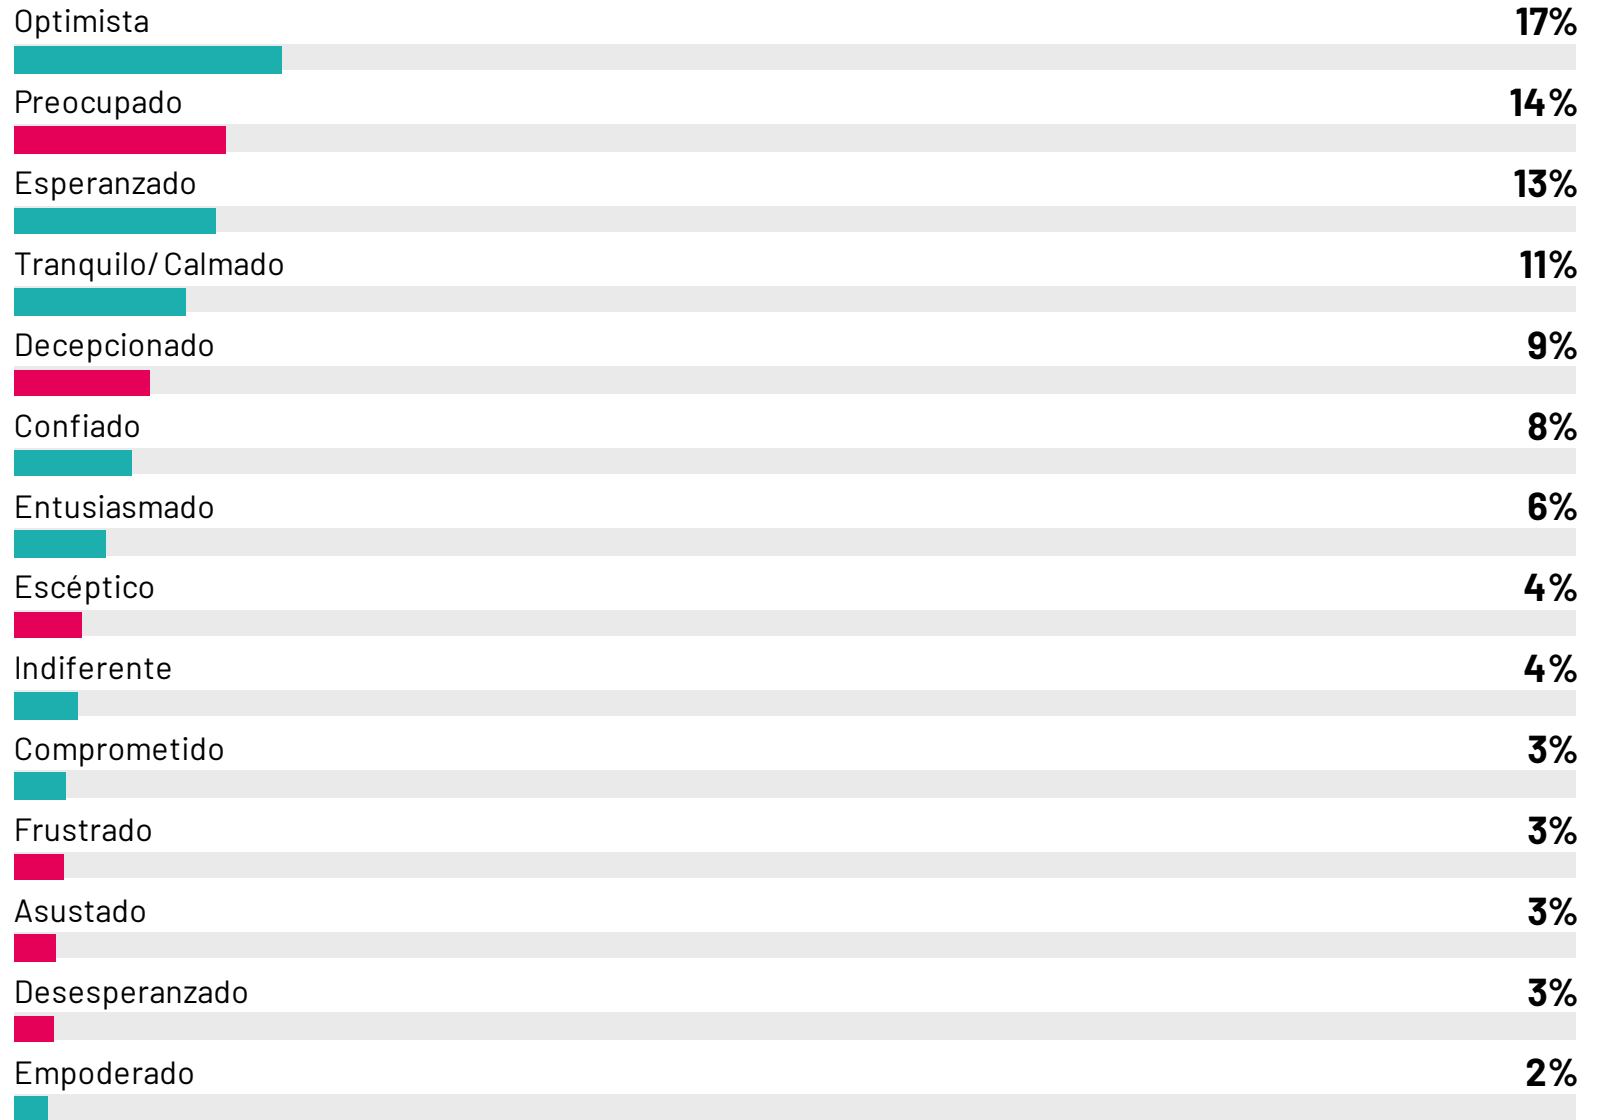 Optimista 17%
Preocupado 14%
Esperanzado 13%
Tranquilo/Calmado 11%
Decepcionado 9%
Confiado 8%
Entusiasmado 6%
Escéptico 4%
Indiferente 4%
Comprometido 3%
Frustrado 3%
Asustado 3%
Desesperanzado 3%
Empoderado 2%